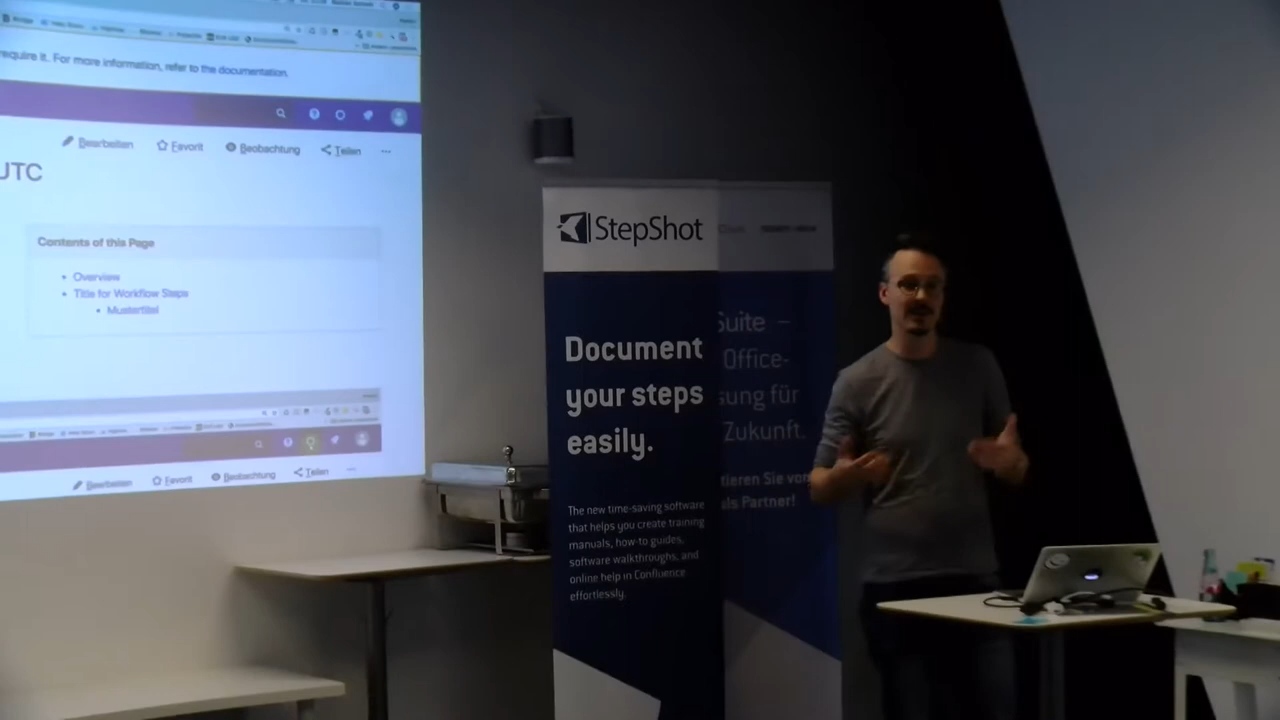 require it. For more information, refer to the documentation.
Bearbeiten Favorit Beobachtung Teilen
UTC
Contents of this Page
Overview
Title for Workflow Steps
Mustertitel
Bearbeiten Favorit Beobachtung Teilen
StepShot
Document
your steps
easily.
The new time-saving software
that helps you create training
manuals, how-to guides,
software walkthroughs, and
online help in Confluence
effortlessly.
Suite –
Office-
sung für
Zukunft.
tieren Sie von
als Partner!